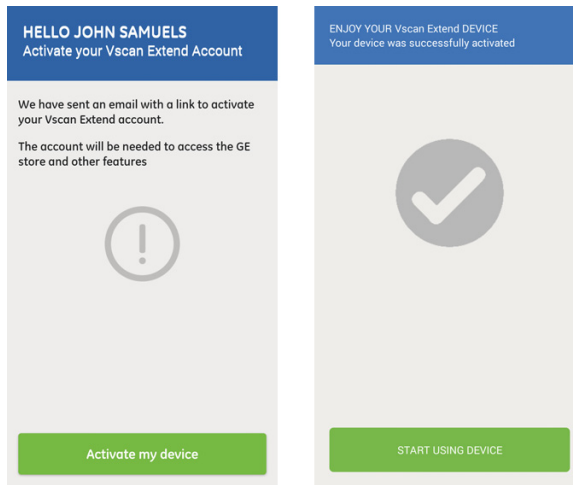 HELLO JOHN SAMUELS
Activate your Vscan Extend Account
We have sent an email with a link to activate
your Vscan Extend account.
The account will be needed to access the GE
store and other features
Activate my device
ENJOY YOUR Vscan Extend DEVICE
Your device was successfully activated
START USING DEVICE